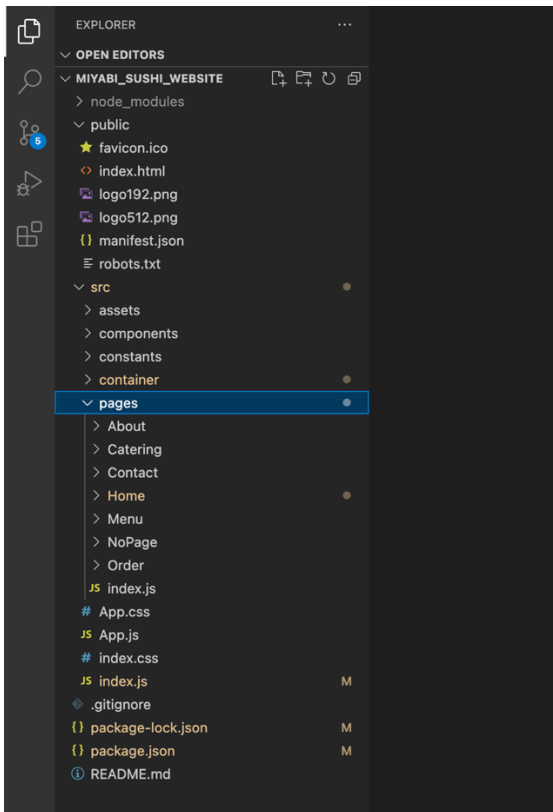 EXPLORER
OPEN EDITORS
MIYABI_SUSHI_WEBSITE
node_modules
public
favicon.ico
index.html
logo192.png
logo512.png
{} manifest.json
robots.txt
src
assets
components
constants
container
pages
About
Catering
Contact
Home
Menu
NoPage
Order
JS index.js
# App.css
JS App.js
# index.css
JS index.js M
.gitignore
{} package-lock.json M
{} package.json M
README.md
5